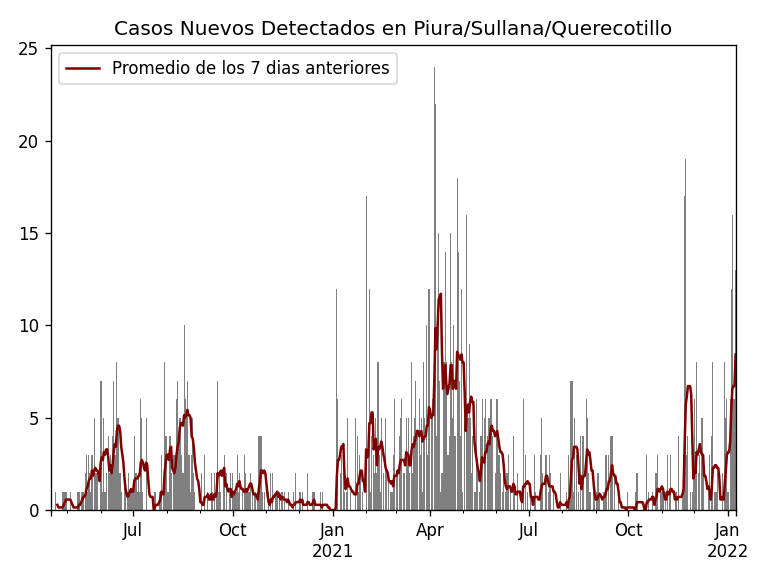 Casos Nuevos Detectados en Piura/Sullana/Querecotillo
Promedio de los 7 dias anteriores
25
20
15
10
5
0
Jul
Oct
Jan
2021
Apr
Jul
Oct
Jan
2022